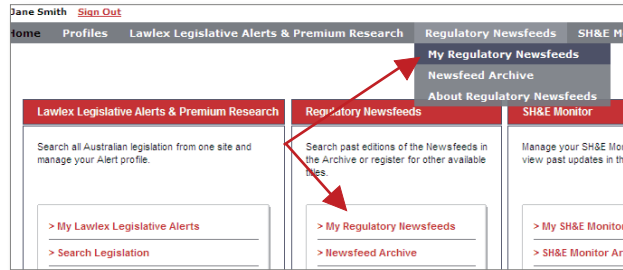 Jane Smith Sign Out
Home Profiles Lawlex Legislative Alerts & Premium Research Regulatory Newsfeeds SH&E M
My Regulatory Newsfeeds
Newsfeed Archive
About Regulatory Newsfeeds
Lawlex Legislative Alerts & Premium Research
Search all Australian legislation from one site and
manage your Alert profile.
> My Lawlex Legislative Alerts
> Search Legislation
Regulatory Newsfeeds
Search past editions of the Newsfeeds in
the Archive or register for other available
titles.
> My Regulatory Newsfeeds
> Newsfeed Archive
SH&E Monitor
Manage your SH&E Mo
view past updates in th
> My SH&E Monitor
> SH&E Monitor Ar